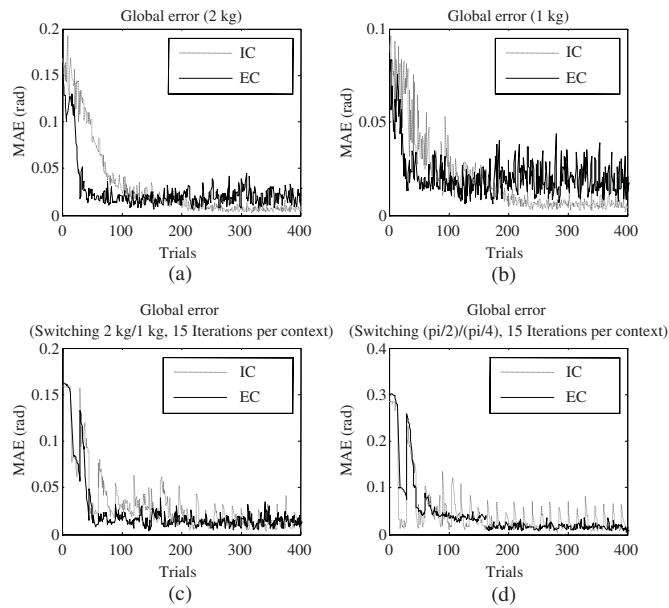 Global error (2 kg)
0.2
0.15
0.1
0.05
0
MAE (rad)
IC
EC
0 100 200 300 400
Trials
(a)
Global error (1 kg)
0.1
0.05
0
MAE (rad)
IC
EC
0 100 200 300 400
Trials
(b)
Global error
(Switching 2 kg/1 kg, 15 Iterations per context)
0.2
0.15
0.1
0.05
0
MAE (rad)
IC
EC
0 100 200 300 400
Trials
(c)
Global error
(Switching (pi/2)/(pi/4), 15 Iterations per context)
0.4
0.3
0.2
0.1
0
MAE (rad)
IC
EC
0 100 200 300 400
Trials
(d)